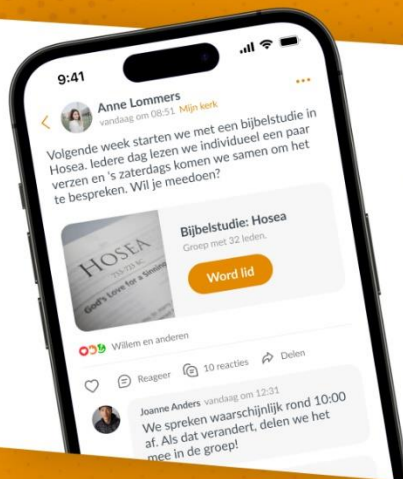 9:41
Anne Lommers
vandaag om 08:51 Mijn kerk
Volgende week starten we met een bijbelstudie in
Hosea. Iedere dag lezen we individueel een paar
verzen en 's zaterdags komen we samen om het
te bespreken. Wil je meedoen?
HOSEA
755-715 BC
God's Love for a Sinning
Bijbelstudie: Hosea
Groep met 32 leden.
Word lid
Willem en anderen
Reageer
10 reacties
Delen
Joanne Anders vandaag om 12:31
We spreken waarschijnlijk rond 10:00
af. Als dat verandert, delen we het
mee in de groep!